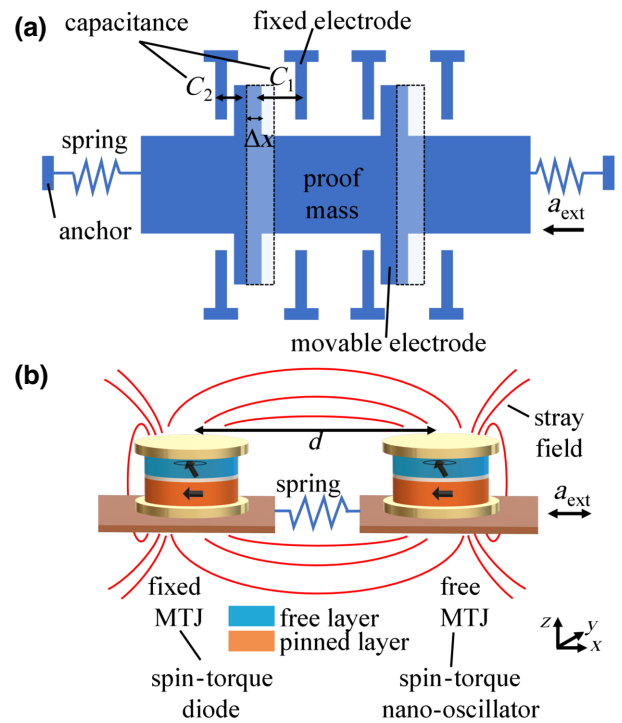 (a)
capacitance
fixed electrode
C2
C1
Δx
spring
proof
mass
anchor
aext
movable electrode
(b)
d
stray
field
spring
aext
fixed
MTJ
free layer
pinned layer
free
MTJ
spin-torque
diode
spin-torque
nano-oscillator
z
y
x